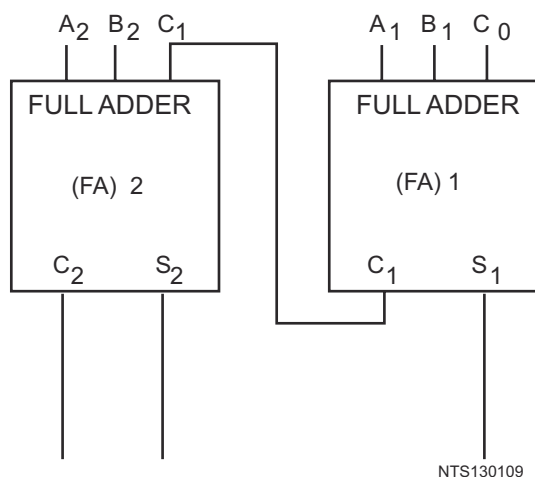 A₂ B₂ C₁ A₁ B₁ C₀
FULL ADDER FULL ADDER
(FA) 2 (FA) 1
C₂ S₂ C₁ S₁
NTS130109